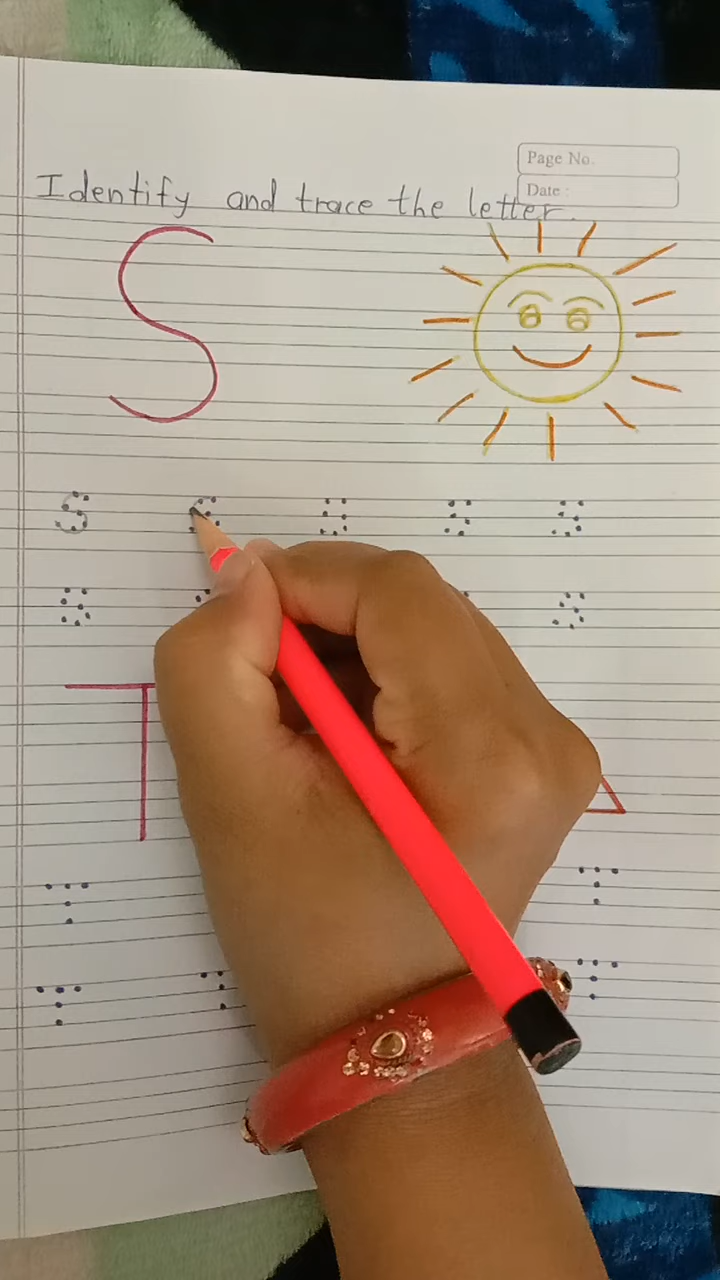 Page No.
Date :
Identify and trace the letter.
S
S S S S S
S S
T
T T
T T T